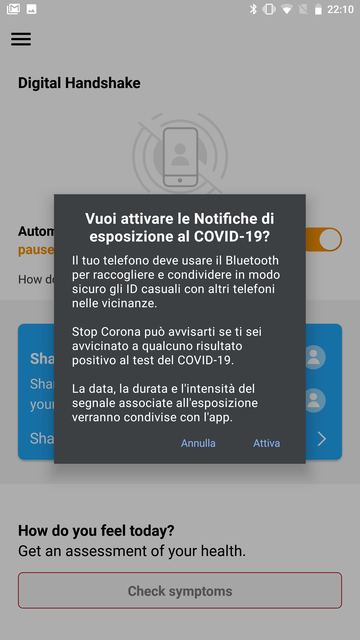 22:10
Digital Handshake
Vuoi attivare le Notifiche di
esposizione al COVID-19?
Autom
pause
Il tuo telefono deve usare il Bluetooth
per raccogliere e condividere in modo
sicuro gli ID casuali con altri telefoni
nelle vicinanze.
How do
Stop Corona può avvisarti se ti sei
avvicinato a qualcuno risultato
positivo al test del COVID-19.
Sha
Shar
your
La data, la durata e l'intensità del
segnale associate all'esposizione
verranno condivise con l'app.
Sha
Annulla
Attiva
How do you feel today?
Get an assessment of your health.
Check symptoms